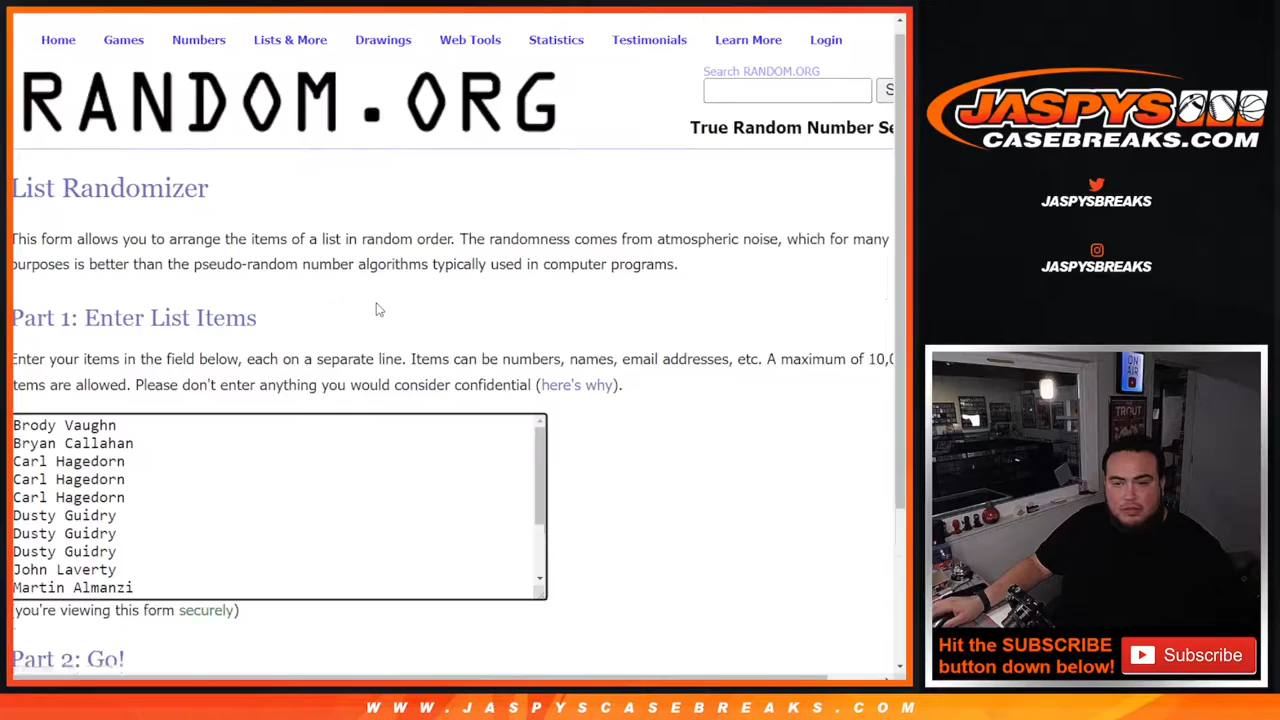 Home Games Numbers Lists & More Drawings Web Tools Statistics Testimonials Learn More Login
RANDOM.ORG
Search RANDOM.ORG
True Random Number Se
List Randomizer
This form allows you to arrange the items of a list in random order. The randomness comes from atmospheric noise, which for many
purposes is better than the pseudo-random number algorithms typically used in computer programs.
Part 1: Enter List Items
Enter your items in the field below, each on a separate line. Items can be numbers, names, email addresses, etc. A maximum of 10,0
items are allowed. Please don't enter anything you would consider confidential (here's why).
Brody Vaughn
Bryan Callahan
Carl Hagedorn
Carl Hagedorn
Carl Hagedorn
Dusty Guidry
Dusty Guidry
Dusty Guidry
John Laverty
Martin Almanzi
(you're viewing this form securely)
Part 2: Go!
JASPYS
CASEBREAKS.COM
JASPYSBREAKS
JASPYSBREAKS
ON
AIR
TROUT
Hit the SUBSCRIBE
button down below!
Subscribe
WWW.JASPYSCASEBREAKS.COM